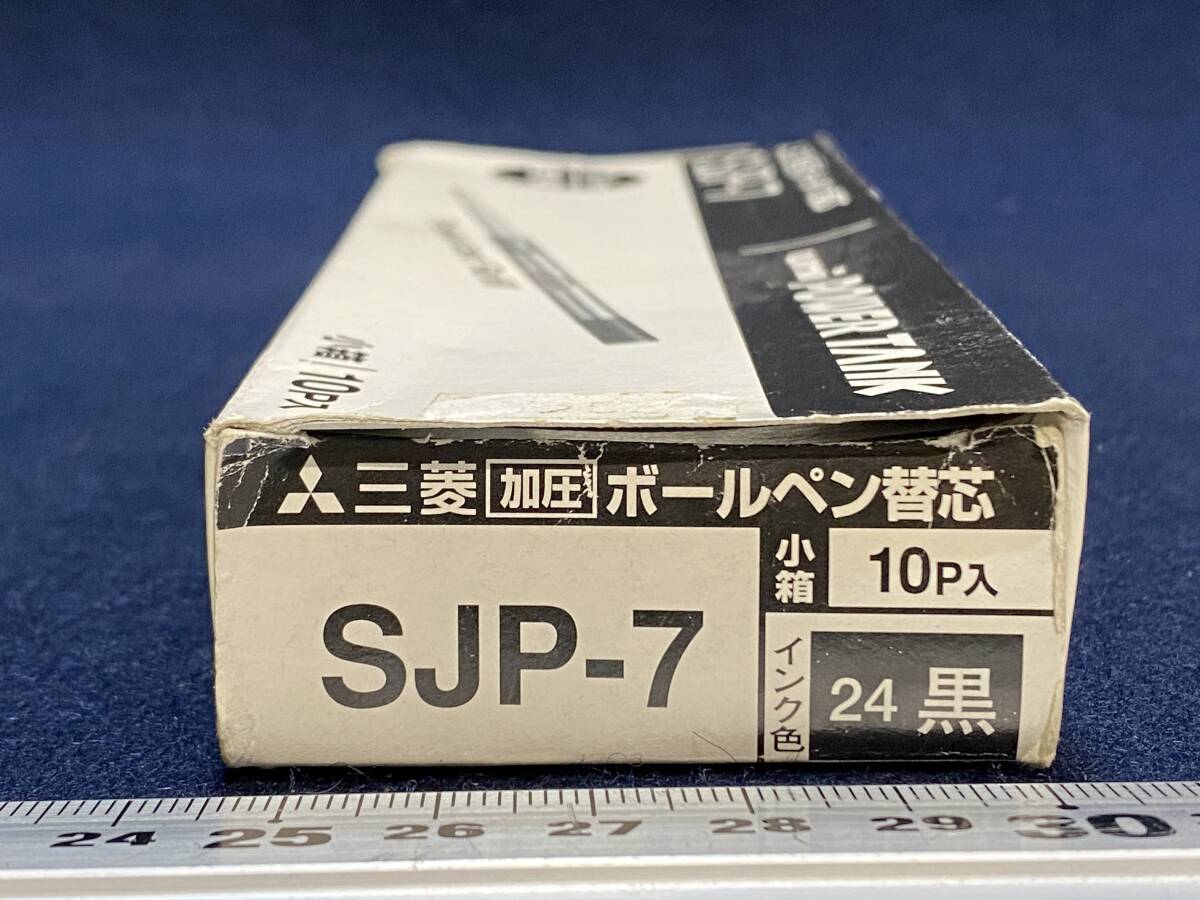 POWER TANK
小箱/10P入
三菱 加圧 ボールペン替芯
小箱
10P入
SJP-7
インク色
24 黒
24 25 26 27 28 29 30